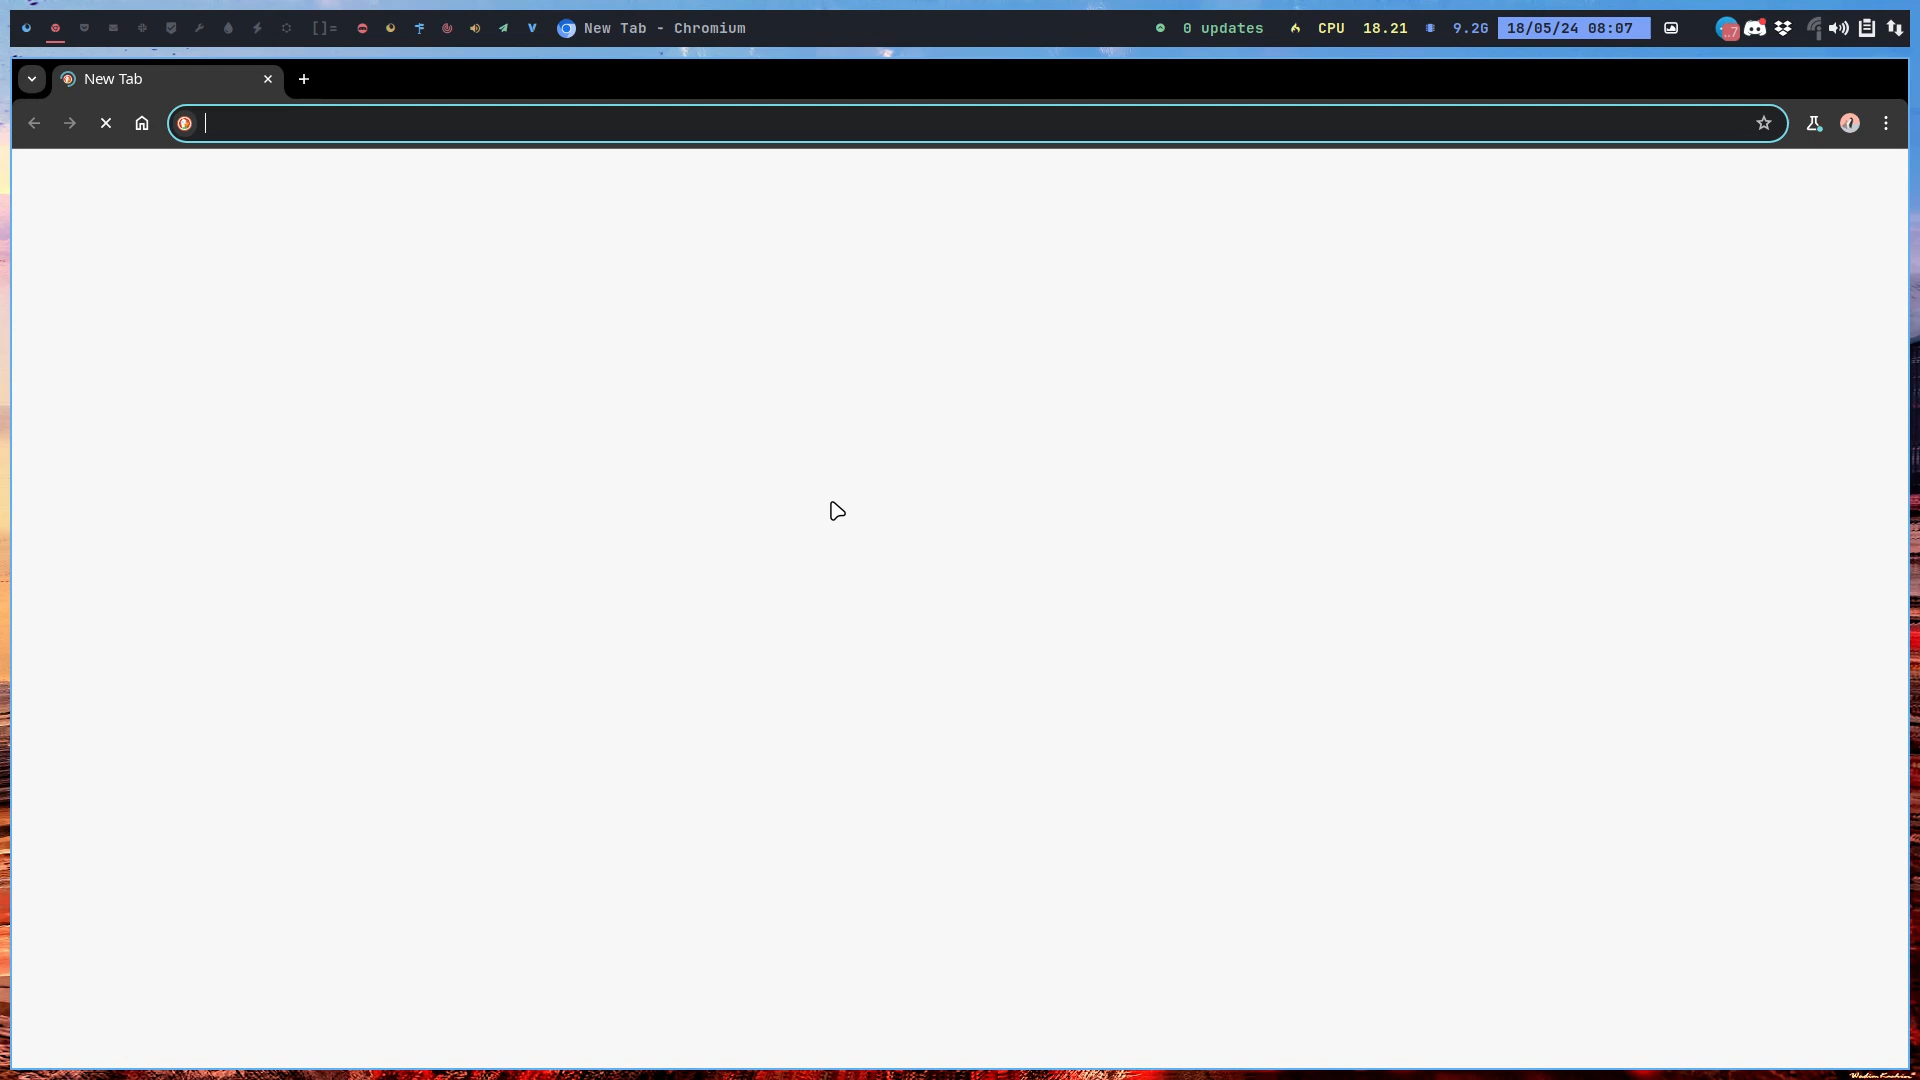 []= V New Tab - Chromium 0 updates CPU 18.21 9.2G 18/05/24 08:07
New Tab